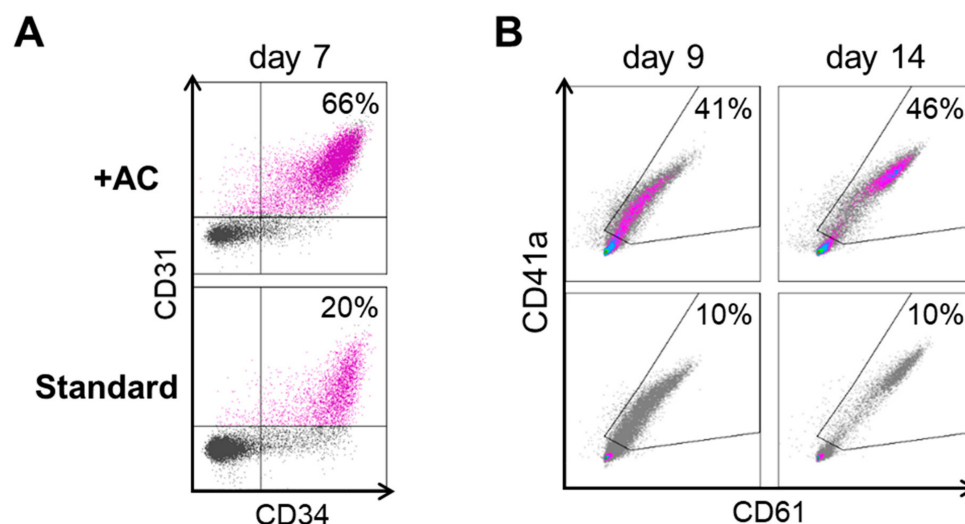 A
B
day 7
day 9
day 14
66%
41%
46%
+AC
CD31
CD41a
20%
10%
10%
Standard
CD34
CD61